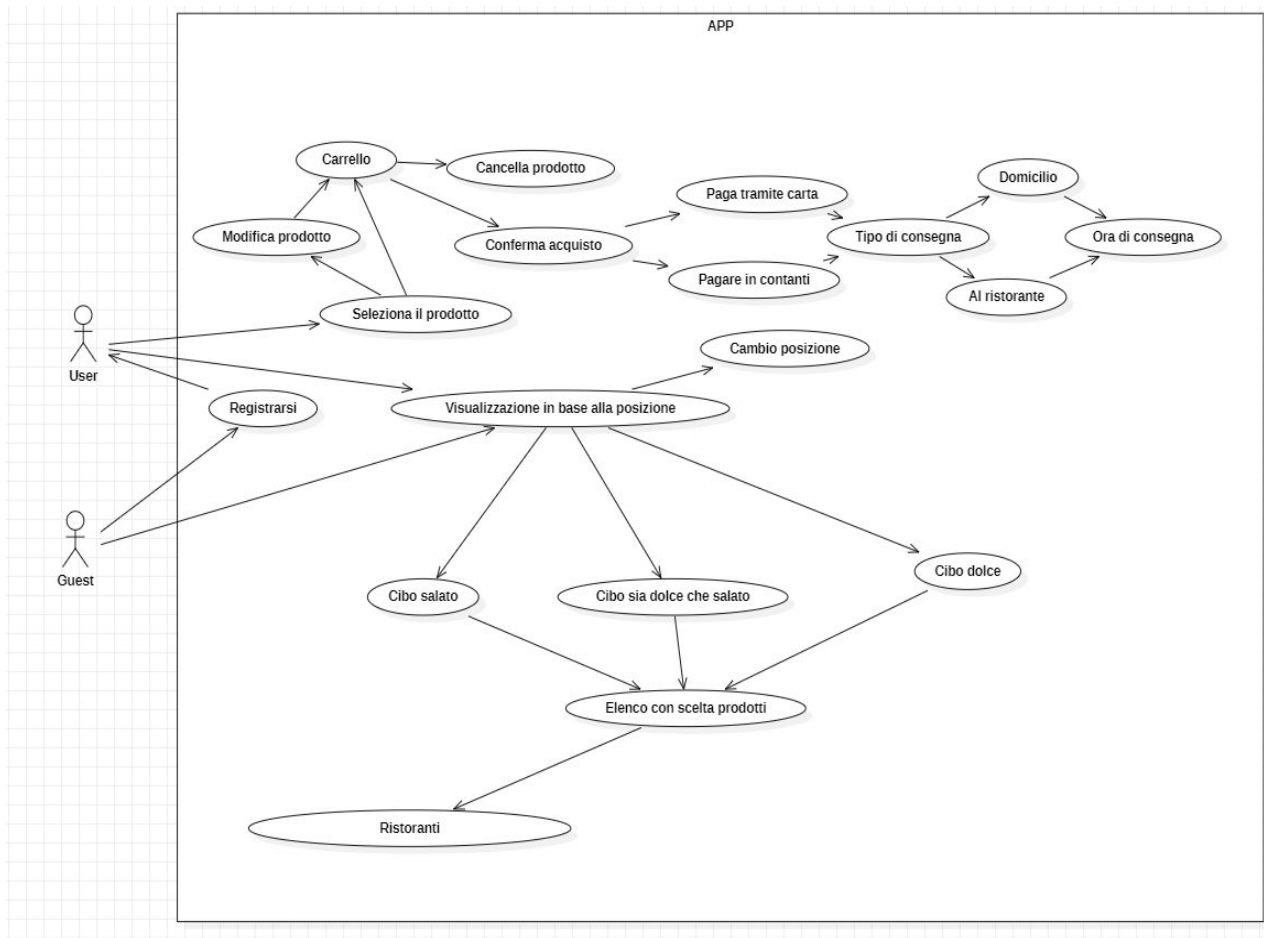 APP
Carrello
Cancella prodotto
Paga tramite carta
Domicilio
Modifica prodotto
Conferma acquisto
Tipo di consegna
Ora di consegna
Pagare in contanti
Al ristorante
Seleziona il prodotto
Cambio posizione
User
Registrarsi
Visualizzazione in base alla posizione
Guest
Cibo salato
Cibo sia dolce che salato
Cibo dolce
Elenco con scelta prodotti
Ristoranti